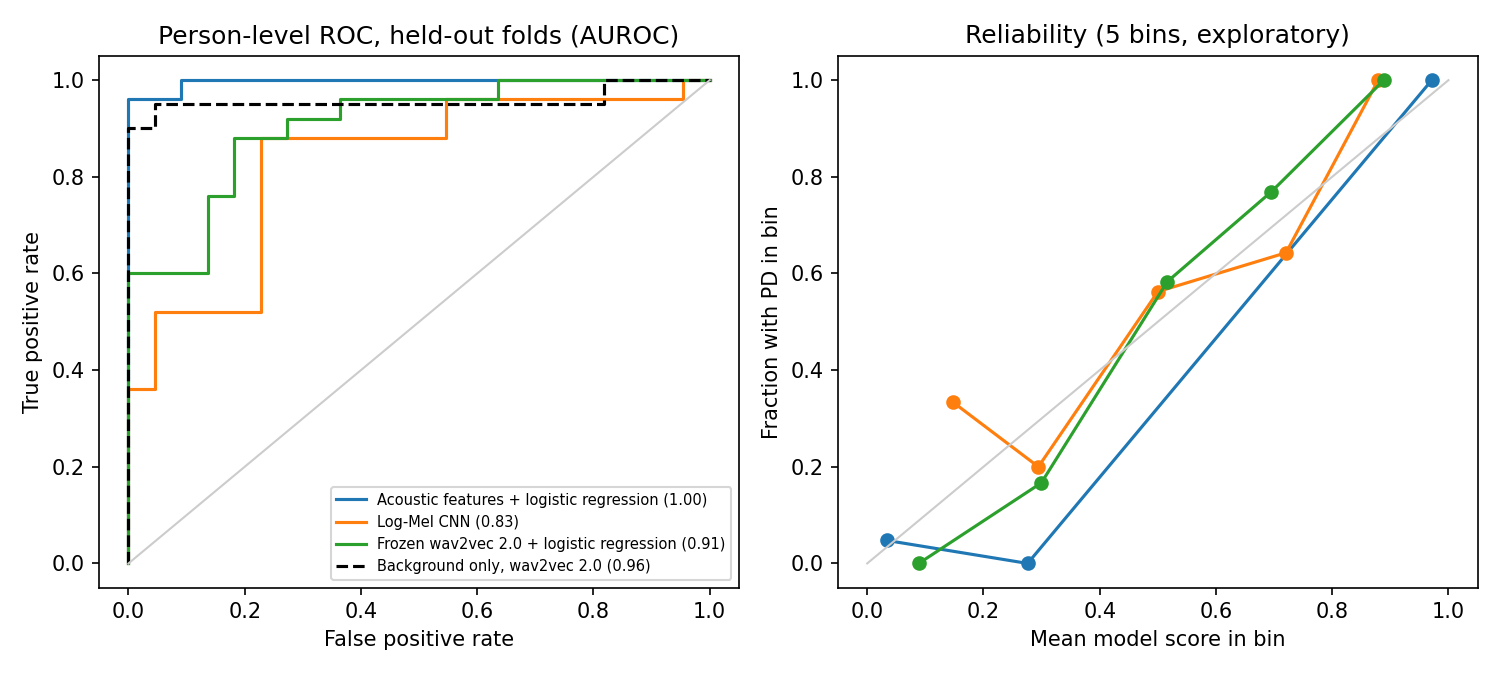 Person-level ROC, held-out folds (AUROC)
True positive rate
1.0
0.8
0.6
0.4
0.2
0.0
Acoustic features + logistic regression (1.00)
Log-Mel CNN (0.83)
Frozen wav2vec 2.0 + logistic regression (0.91)
Background only, wav2vec 2.0 (0.96)
0.0 0.2 0.4 0.6 0.8 1.0
False positive rate
Reliability (5 bins, exploratory)
Fraction with PD in bin
1.0
0.8
0.6
0.4
0.2
0.0
0.0 0.2 0.4 0.6 0.8 1.0
Mean model score in bin